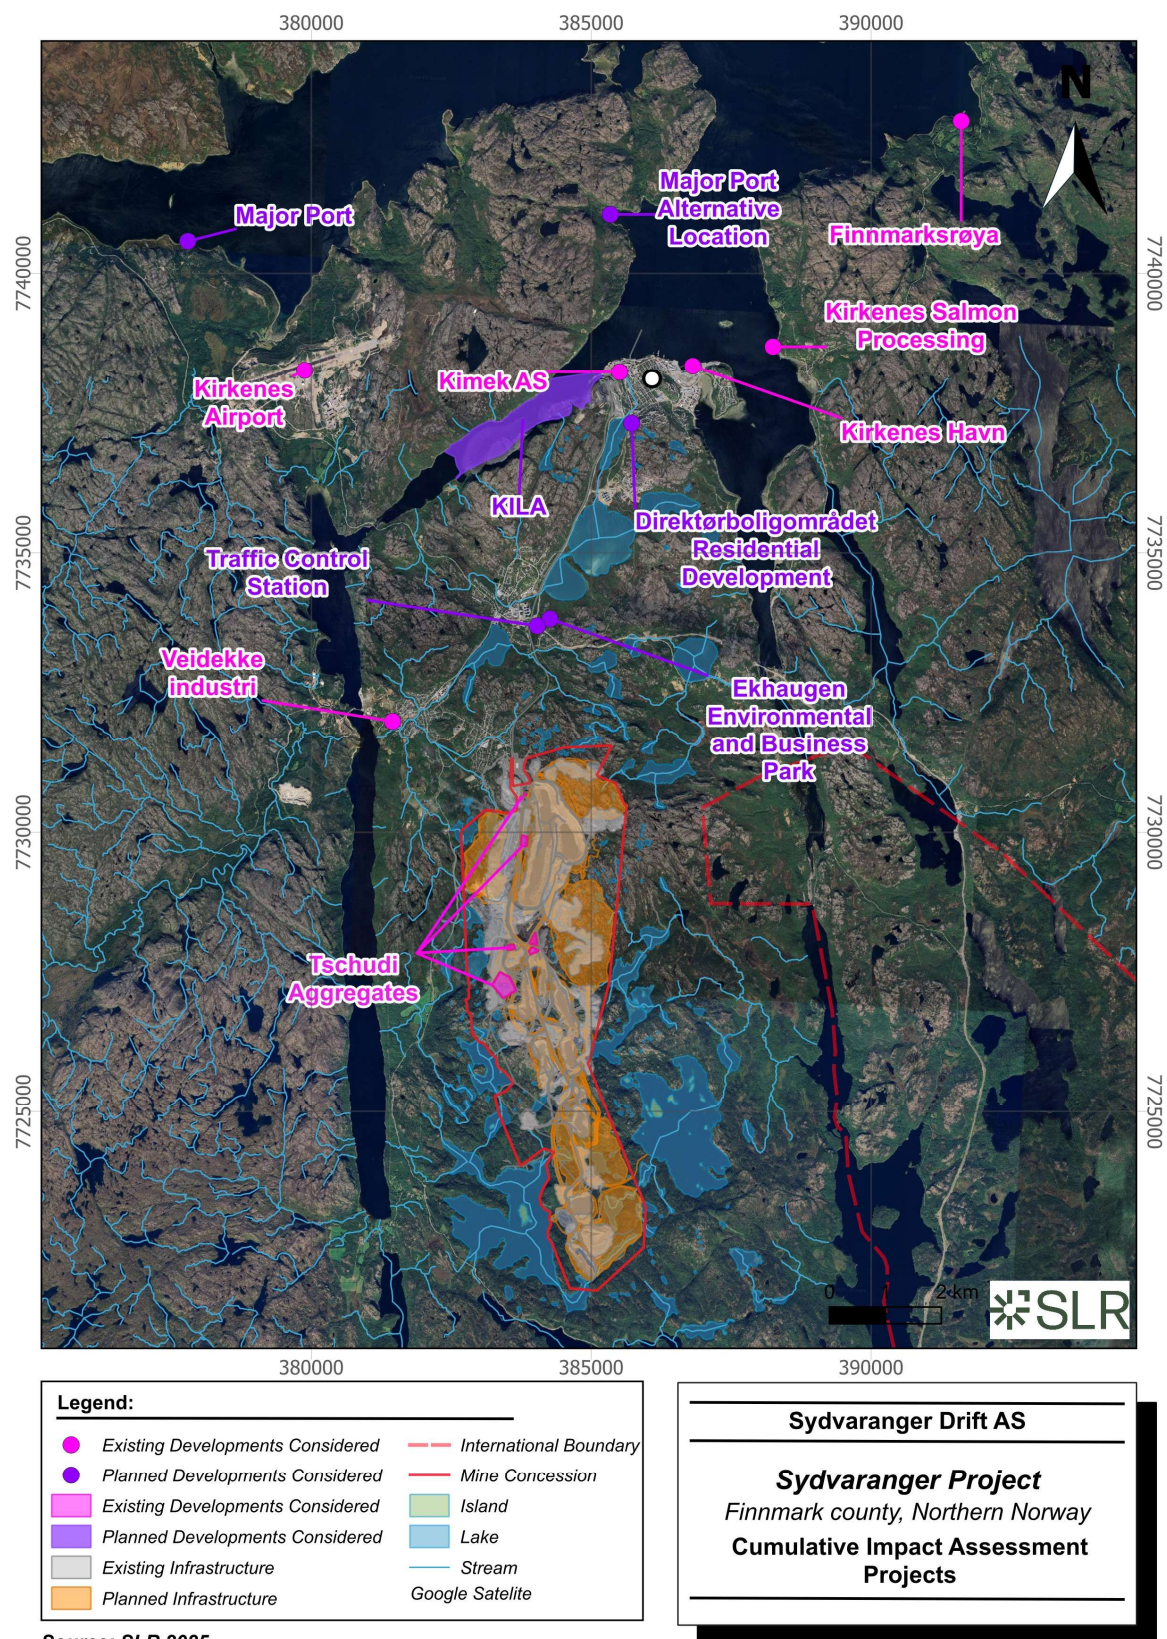 380000
385000
390000
N
Major Port
Major Port
Alternative
Location
Finnmarksrøya
7740000
7740000
Kirkenes Salmon
Processing
Kirkenes
Airport
Kimek AS
Kirkenes Havn
KILA
Direktørboligområdet
Residential
Development
7735000
7735000
Traffic Control
Station
Veidekke
industri
Ekhaugen
Environmental
and Business
Park
7730000
7730000
Tschudi
Aggregates
7725000
7725000
0
2 km
SLR
380000
385000
390000
Legend:
Existing Developments Considered
Planned Developments Considered
Existing Developments Considered
Planned Developments Considered
Existing Infrastructure
Planned Infrastructure
International Boundary
Mine Concession
Island
Lake
Stream
Google Satelite
Sydvaranger Drift AS
Sydvaranger Project
Finnmark county, Northern Norway
Cumulative Impact Assessment
Projects